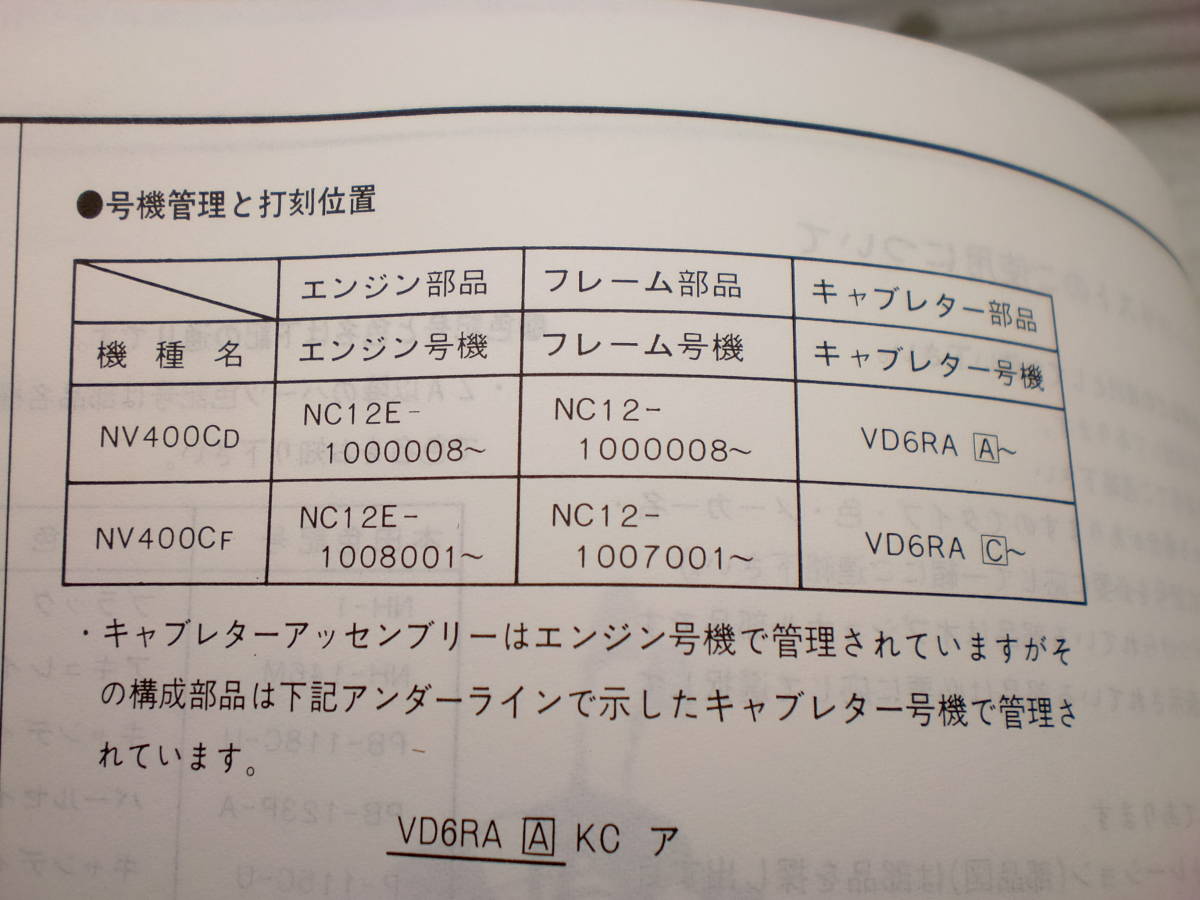 ●号機管理と打刻位置
エンジン部品 フレーム部品 キャブレター部品
機種名 エンジン号機 フレーム号機 キャブレター号機
NV400CD NC12E-1000008～ NC12-1000008～ VD6RA A～
NV400CF NC12E-1008001～ NC12-1007001～ VD6RA C～
・キャブレターアッセンブリーはエンジン号機で管理されていますがそ
の構成部品は下記アンダーラインで示したキャブレター号機で管理さ
れています。
VD6RA A KC ア